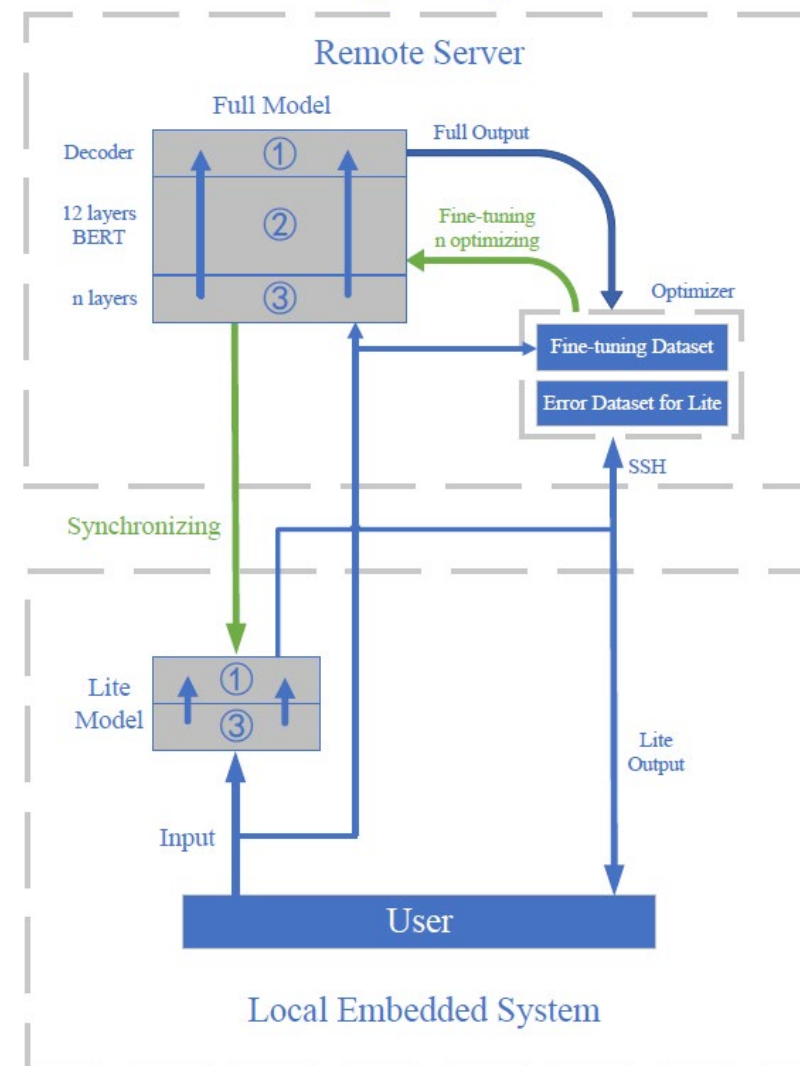 Remote Server
Full Model
Decoder
①
Full Output
12 layers
BERT
②
Fine-tuning
n optimizing
n layers
③
Optimizer
Fine-tuning Dataset
Error Dataset for Lite
SSH
Synchronizing
Lite
Model
①
③
Lite
Output
Input
User
Local Embedded System